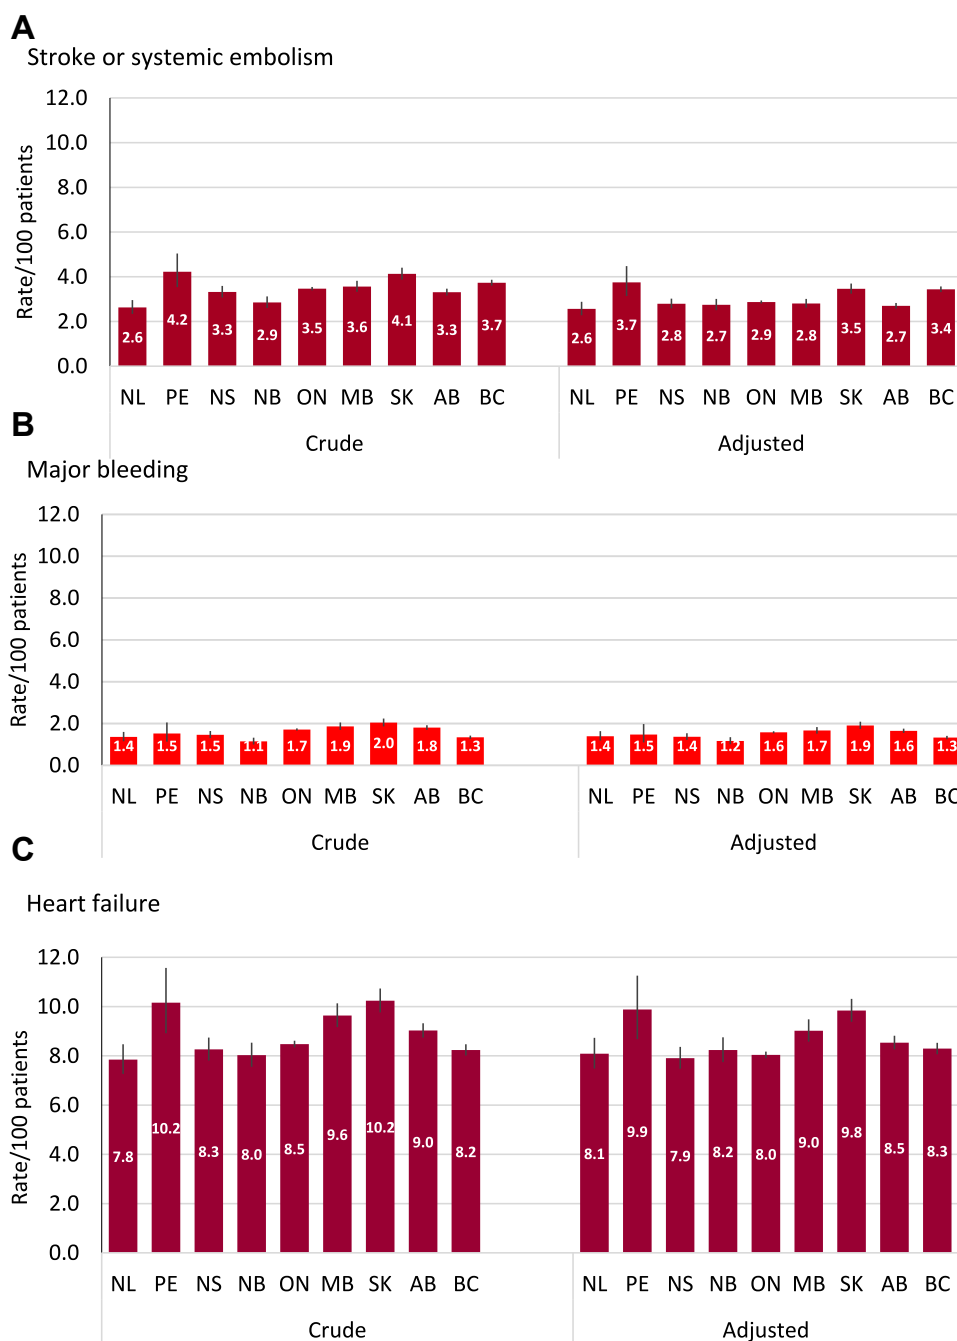 A
Stroke or systemic embolism
Rate/100 patients
12.0
10.0
8.0
6.0
4.0
2.0
0.0
2.6 4.2 3.3 2.9 3.5 3.6 4.1 3.3 3.7 2.6 3.7 2.8 2.7 2.9 2.8 3.5 2.7 3.4
NL PE NS NB ON MB SK AB BC NL PE NS NB ON MB SK AB BC
Crude Adjusted
B
Major bleeding
Rate/100 patients
12.0
10.0
8.0
6.0
4.0
2.0
0.0
1.4 1.5 1.5 1.1 1.7 1.9 2.0 1.8 1.3 1.4 1.5 1.4 1.2 1.6 1.7 1.9 1.6 1.3
NL PE NS NB ON MB SK AB BC NL PE NS NB ON MB SK AB BC
Crude Adjusted
C
Heart failure
Rate/100 patients
12.0
10.0
8.0
6.0
4.0
2.0
0.0
7.8 10.2 8.3 8.0 8.5 9.6 10.2 9.0 8.2 8.1 9.9 7.9 8.2 8.0 9.0 9.8 8.5 8.3
NL PE NS NB ON MB SK AB BC NL PE NS NB ON MB SK AB BC
Crude Adjusted